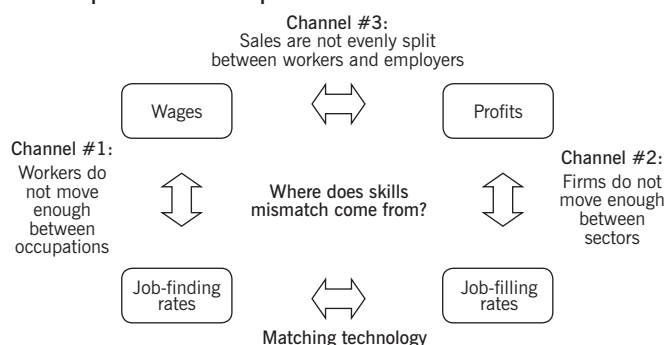 Channel #3:
Sales are not evenly split
between workers and employers
Wages
Profits
Channel #1:
Workers do
not move
enough
between
occupations
Where does skills
mismatch come from?
Channel #2:
Firms do not
move enough
between
sectors
Job-finding
rates
Job-filling
rates
Matching technology